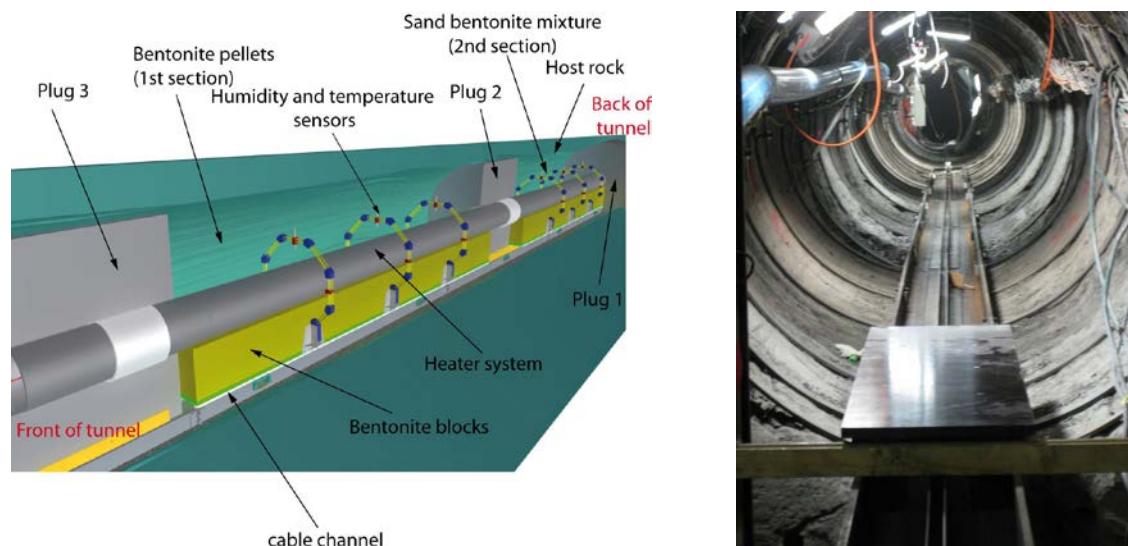 Sand bentonite mixture
(2nd section)
Bentonite pellets
(1st section)
Host rock
Plug 3
Humidity and temperature
sensors
Plug 2
Back of
tunnel
Plug 1
Heater system
Front of tunnel
Bentonite blocks
cable channel